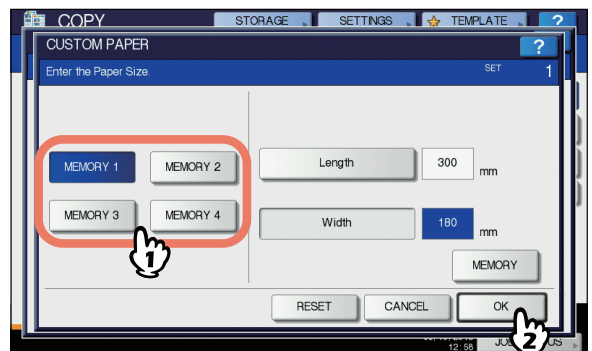 COPY STORAGE SETTINGS TEMPLATE ?
CUSTOM PAPER ?
Enter the Paper Size. SET 1
MEMORY 1 MEMORY 2 Length 300 mm
MEMORY 3 MEMORY 4 Width 180 mm
1
MEMORY
RESET CANCEL OK
2
12:58